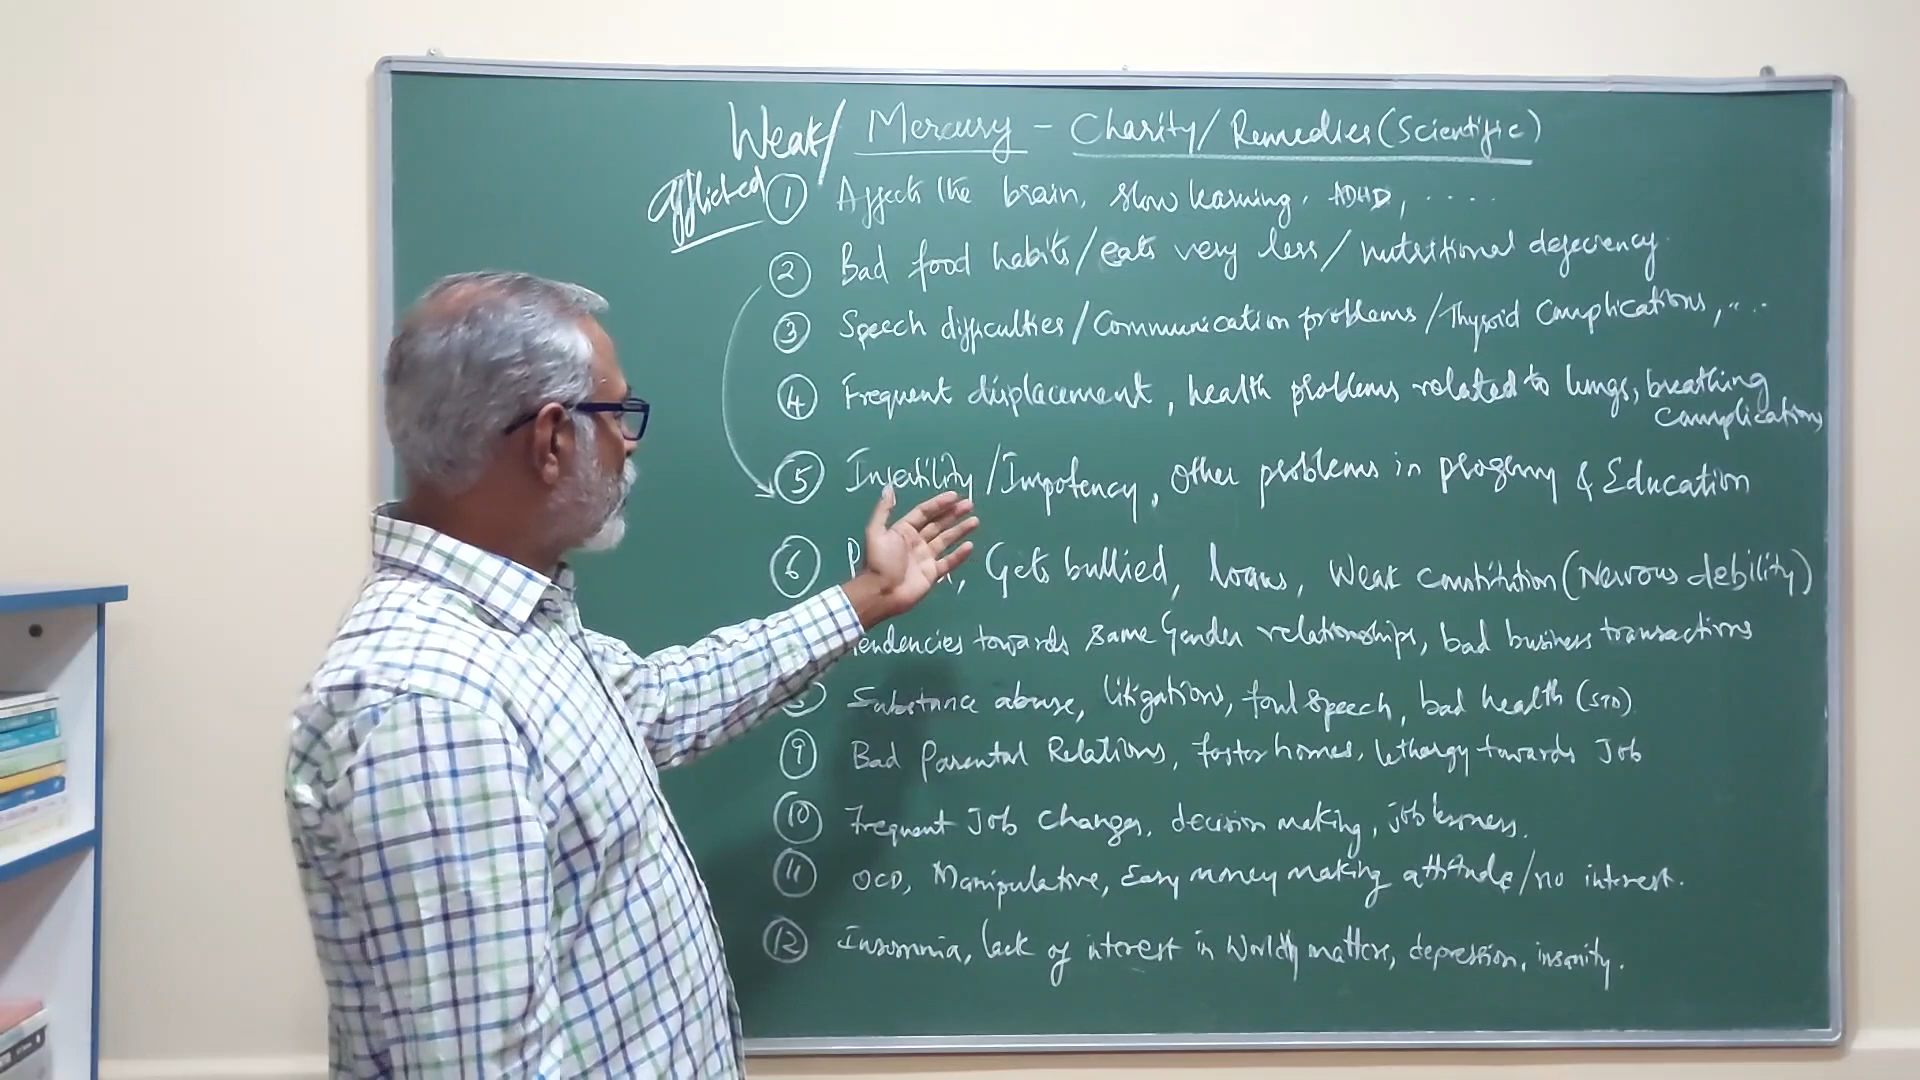 Weak/ Mercury - Charity/Remedies (Scientific)
afflicted
① Affects the brain, slow learning, ADHD, ....
② Bad food habits/eats very less/nutritional defeciency.
③ Speech difficulties/Communication problems/Thyroid Complications, ....
④ Frequent displacement, health problems related to lungs, breathing
complications
⑤ Infertility/Impotency, Other problems in progeny & Education
⑥ Gets bullied, loans, Weak Constitution (Nervous debility)
Tendencies towards same Gender relationships, bad business transactions
Substance abuse, litigations, foul speech, bad health (STD)
⑨ Bad Parental Relations, foster homes, lethargy towards Job
⑩ Frequent Job changes, decision making, joblessness.
⑪ OCD, Manipulative, Easy money making attitude/no interest.
⑫ Insomnia, lack of interest in Worldly matters, depression, insanity.